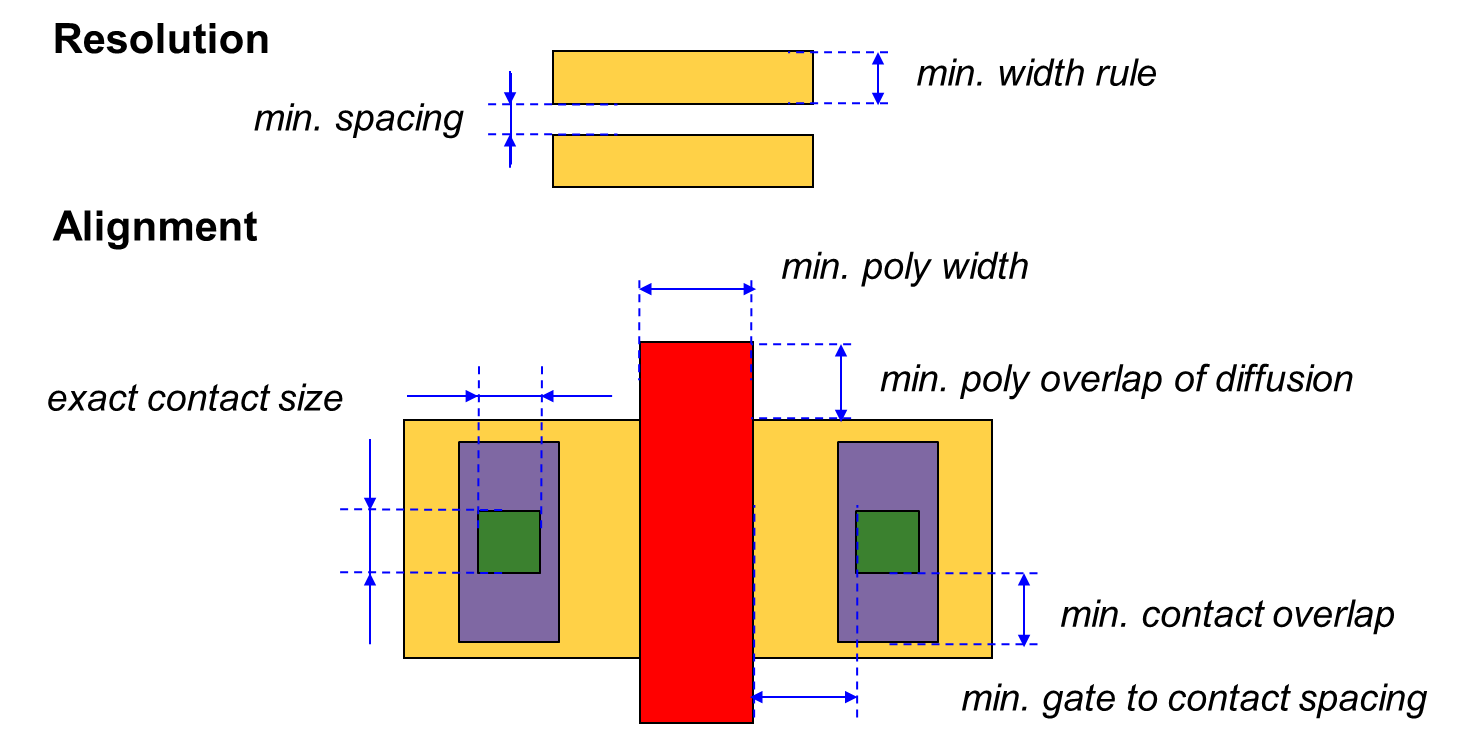 Resolution
min. width rule
min. spacing
Alignment
min. poly width
min. poly overlap of diffusion
exact contact size
min. contact overlap
min. gate to contact spacing